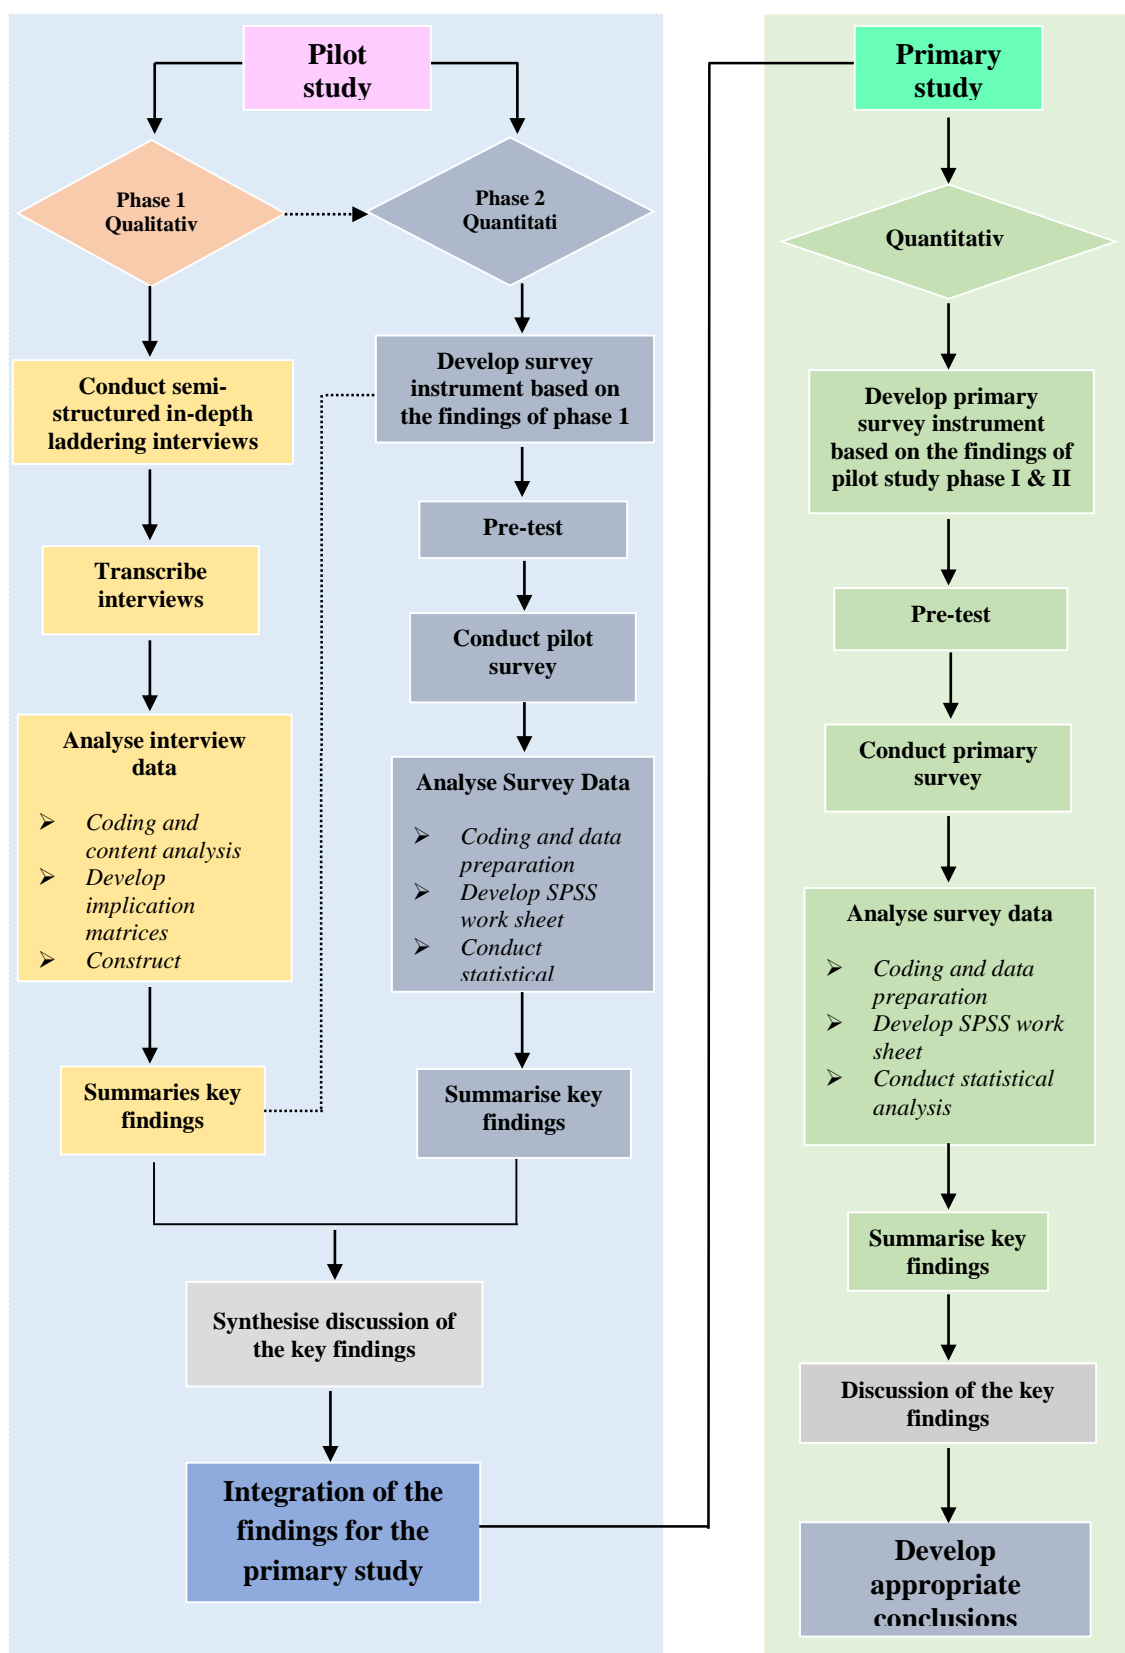 Pilot
study
Phase 1
Qualitativ
Phase 2
Quantitati
Conduct semi-
structured in-depth
laddering interviews
Transcribe
interviews
Analyse interview
data
➢ Coding and
content analysis
➢ Develop
implication
matrices
➢ Construct
Summaries key
findings
Develop survey
instrument based on
the findings of phase 1
Pre-test
Conduct pilot
survey
Analyse Survey Data
➢ Coding and data
preparation
➢ Develop SPSS
work sheet
➢ Conduct
statistical
Summarise key
findings
Synthesise discussion of
the key findings
Integration of the
findings for the
primary study
Primary
study
Quantitativ
Develop primary
survey instrument
based on the findings of
pilot study phase I & II
Pre-test
Conduct primary
survey
Analyse survey data
➢ Coding and data
preparation
➢ Develop SPSS work
sheet
➢ Conduct statistical
analysis
Summarise key
findings
Discussion of the key
findings
Develop
appropriate
conclusions